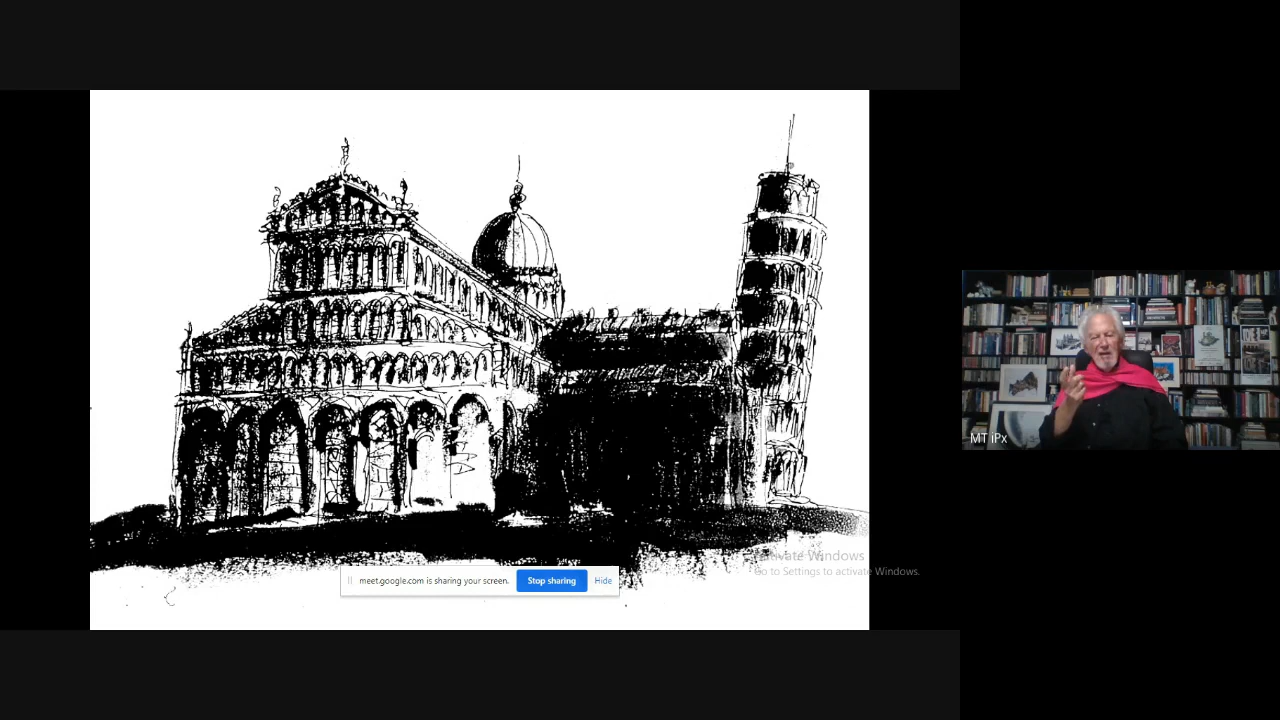 MT iPx
Activate Windows
Go to Settings to activate Windows.
meet.google.com is sharing your screen. Stop sharing Hide